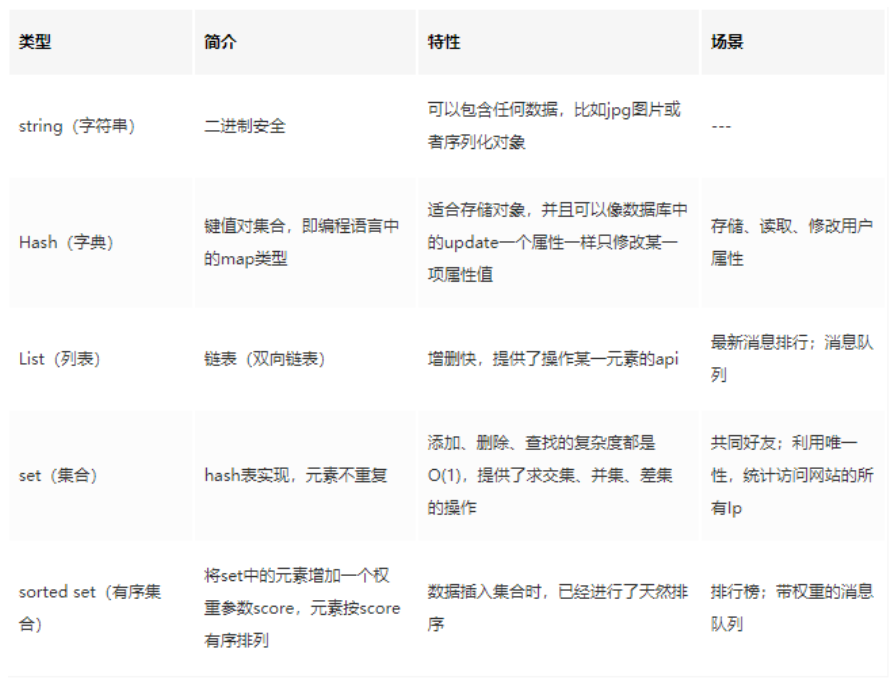 类型 简介 特性 场景
string（字符串） 二进制安全 可以包含任何数据，比如jpg图片或
者序列化对象 ---
Hash（字典） 键值对集合，即编程语言中
的map类型 适合存储对象，并且可以像数据库中
的update一个属性一样只修改某一
项属性值 存储、读取、修改用户
属性
List（列表） 链表（双向链表） 增删快，提供了操作某一元素的api 最新消息排行；消息队
列
set（集合） hash表实现，元素不重复 添加、删除、查找的复杂度都是
O(1)，提供了求交集、并集、差集
的操作 共同好友；利用唯一
性，统计访问网站的所
有Ip
sorted set（有序集
合） 将set中的元素增加一个权
重参数score，元素按score
有序排列 数据插入集合时，已经进行了天然排
序 排行榜；带权重的消息
队列